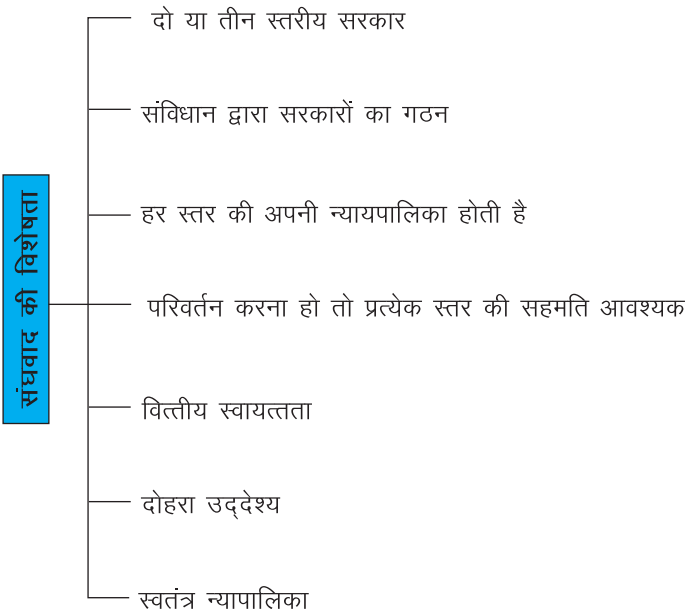 संघवाद की विशेषता
दो या तीन स्तरीय सरकार
संविधान द्वारा सरकारों का गठन
हर स्तर की अपनी न्यायपालिका होती है
परिवर्तन करना हो तो प्रत्येक स्तर की सहमति आवश्यक
वित्तीय स्वायत्तता
दोहरा उद्देश्य
स्वतंत्र न्यापालिका